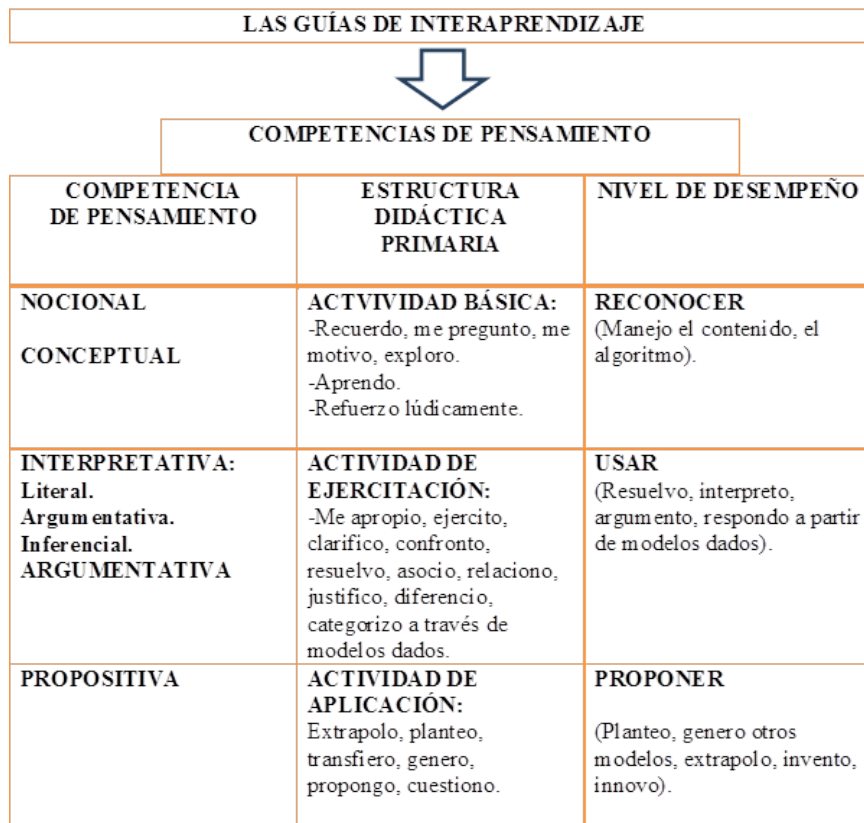 LAS GUÍAS DE INTERAPRENDIZAJE
COMPETENCIAS DE PENSAMIENTO
COMPETENCIA
DE PENSAMIENTO
ESTRUCTURA
DIDÁCTICA
PRIMARIA
NIVEL DE DESEMPEÑO
NOCIONAL
CONCEPTUAL
ACTVIVIDAD BÁSICA:
-Recuerdo, me pregunto, me
motivo, exploro.
-Aprendo.
-Refuerzo lúdicamente.
RECONOCER
(Manejo el contenido, el
algoritmo).
INTERPRETATIVA:
Literal.
Argumentativa.
Inferencial.
ARGUMENTATIVA
ACTIVIDAD DE
EJERCITACIÓN:
-Me apropio, ejercito,
clarifico, confronto,
resuelvo, asocio, relaciono,
justifico, diferencio,
categorizo a través de
modelos dados.
USAR
(Resuelvo, interpreto,
argumento, respondo a partir
de modelos dados).
PROPOSITIVA
ACTIVIDAD DE
APLICACIÓN:
Extrapolo, planteo,
transfiero, genero,
propongo, cuestiono.
PROPONER
(Planteo, genero otros
modelos, extrapolo, invento,
innovo).